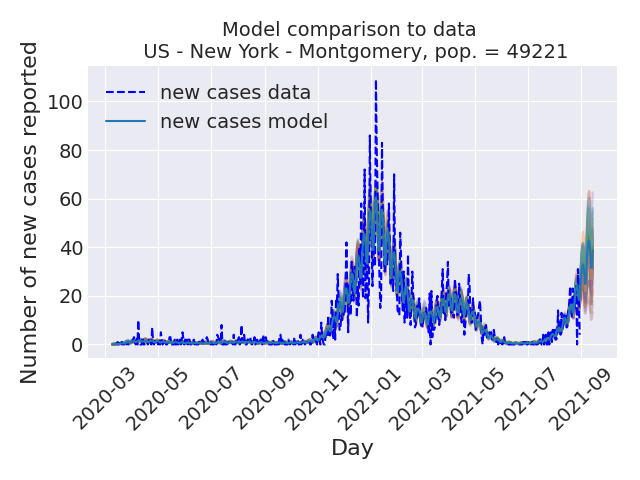 Model comparison to data
US - New York - Montgomery, pop. = 49221
Number of new cases reported
100
80
60
40
20
0
new cases data
new cases model
2020-03
2020-05
2020-07
2020-09
2020-11
2021-01
2021-03
2021-05
2021-07
2021-09
Day